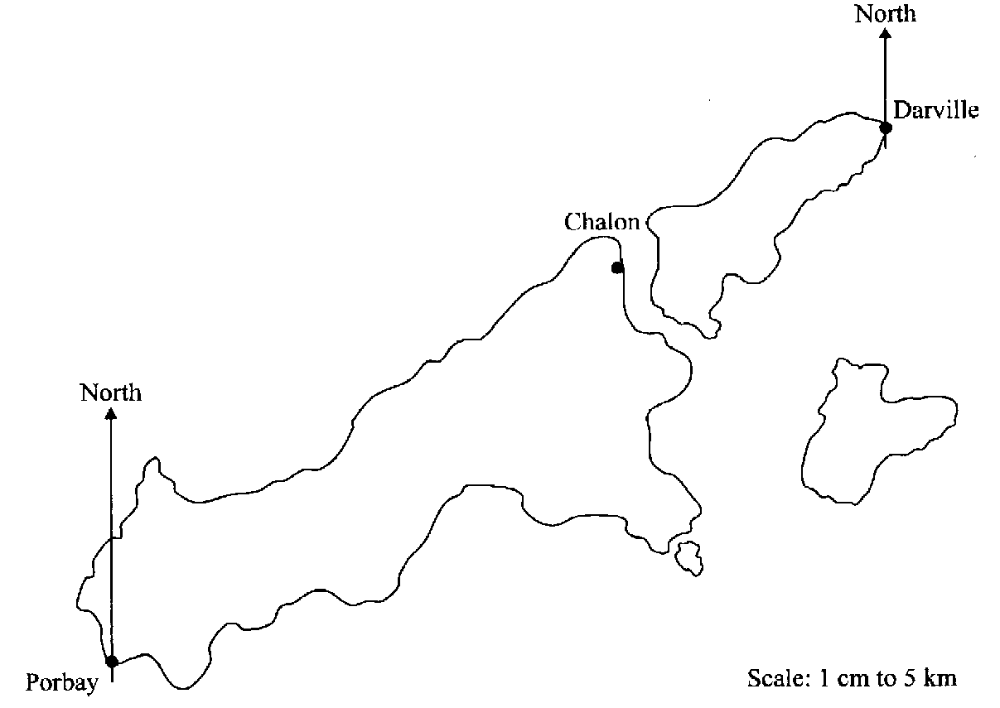 North
Darville
Chalon
North
Porbay
Scale: 1 cm to 5 km